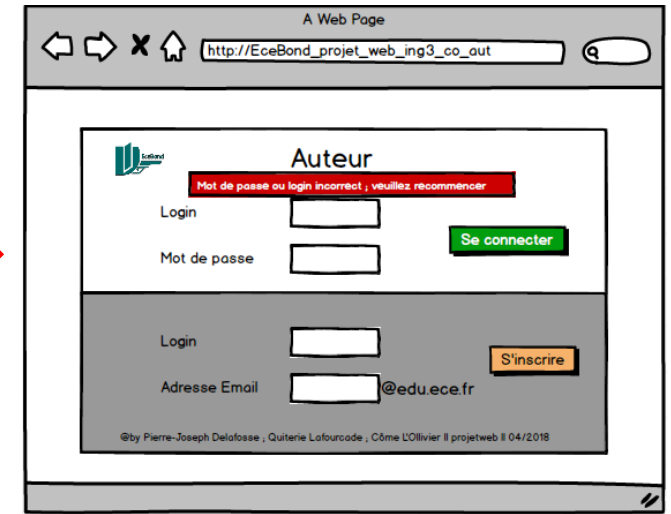 A Web Page
http://EceBond_projet_web_ing3_co_aut
EceBond
Auteur
Mot de passe ou login incorrect ; veuillez recommencer
Login
Se connecter
Mot de passe
Login
S'inscrire
Adresse Email @edu.ece.fr
@by Pierre-Joseph Delafosse ; Quiterie Lafourcade ; Côme L'Ollivier II projetweb II 04/2018